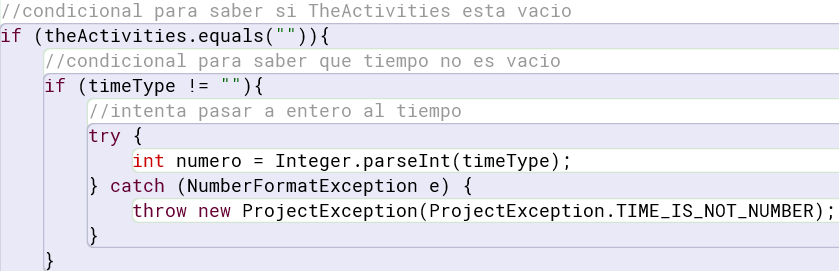 //condicional para saber si TheActivities esta vacio
if (theActivities.equals("")){
    //condicional para saber que tiempo no es vacio
    if (timeType != ""){
        //intenta pasar a entero al tiempo
        try {
            int numero = Integer.parseInt(timeType);
        } catch (NumberFormatException e) {
            throw new ProjectException(ProjectException.TIME_IS_NOT_NUMBER);
        }
    }